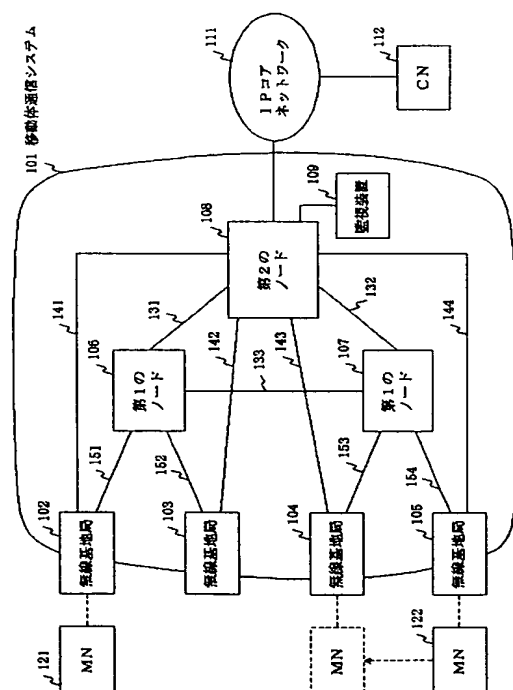 101 移動体通信システム
111
IPコア
ネットワーク
112
CN
109
監視装置
108
第2の
ノード
141
131
142
143
132
144
106
第1の
ノード
133
107
第1の
ノード
151
152
153
154
102
無線基地局
103
無線基地局
104
無線基地局
105
無線基地局
121
MN
MN
122
MN